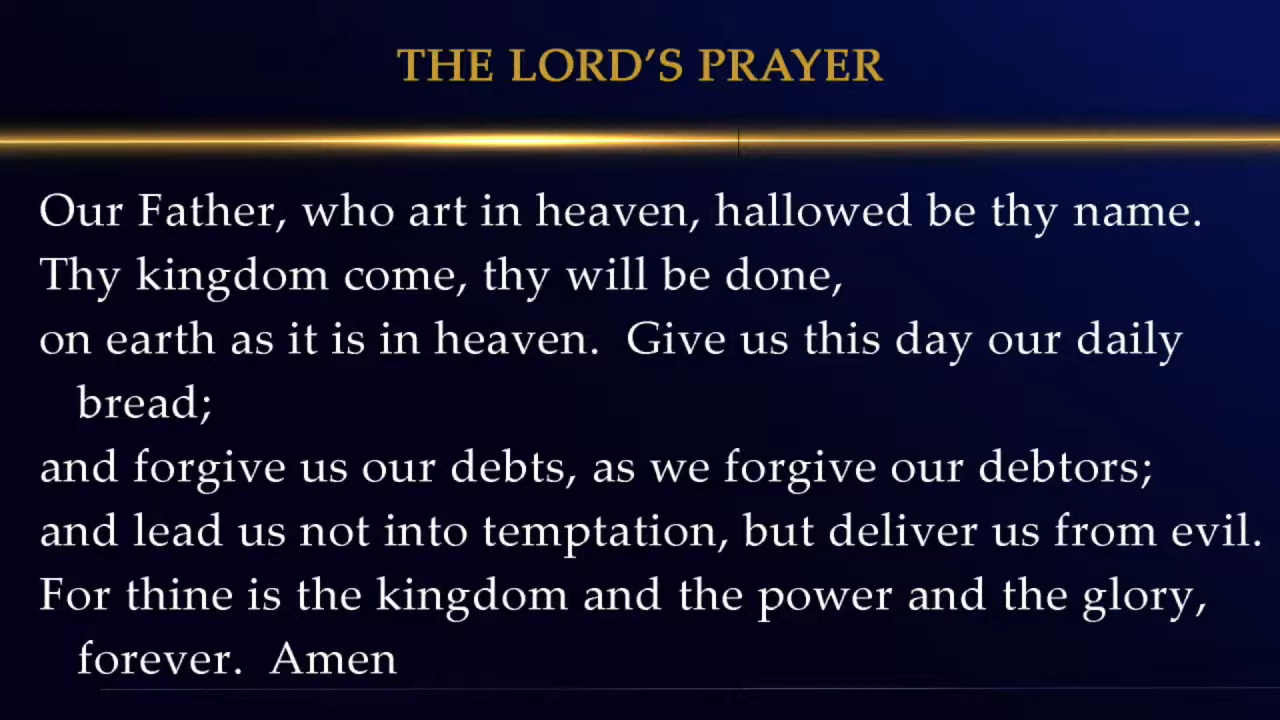 THE LORD’S PRAYER
Our Father, who art in heaven, hallowed be thy name.
Thy kingdom come, thy will be done,
on earth as it is in heaven.  Give us this day our daily
bread;
and forgive us our debts, as we forgive our debtors;
and lead us not into temptation, but deliver us from evil.
For thine is the kingdom and the power and the glory,
forever.  Amen